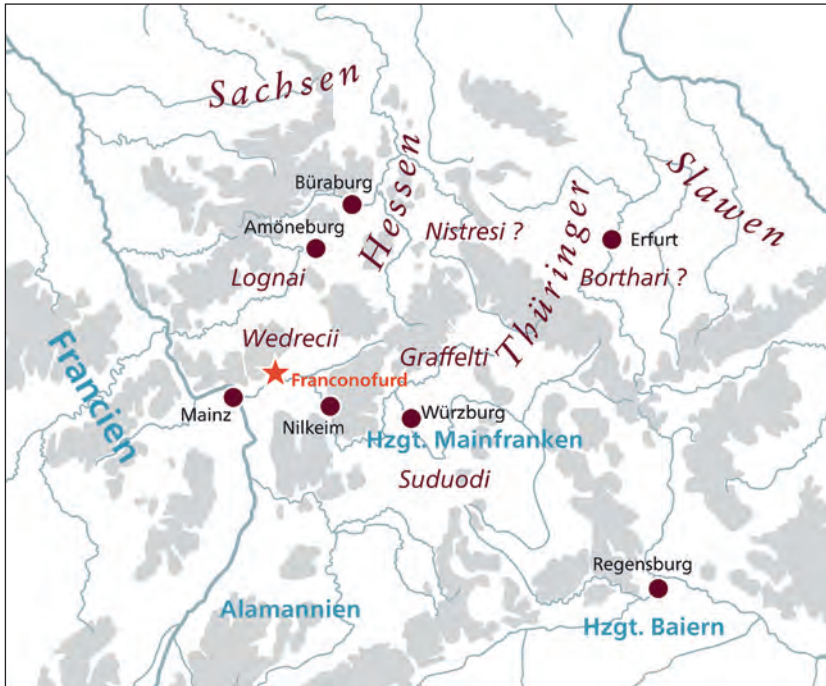 Sachsen
Slawen
Büraburg
Hessen
Amöneburg
Nistresi ?
Thüringer
Erfurt
Lognai
Borthari ?
Wedrecii
Francien
Graffelti
Franconofurd
Mainz
Nilkeim
Würzburg
Hzgt. Mainfranken
Suduodi
Regensburg
Alamannien
Hzgt. Baiern